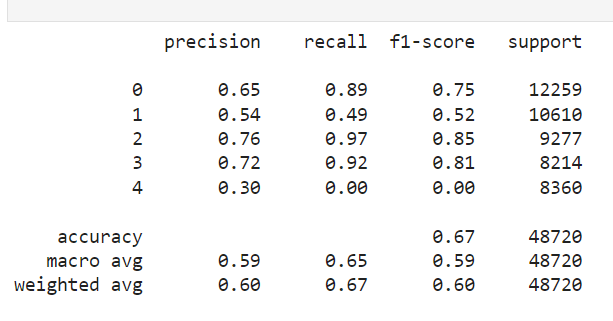 precision recall f1-score support
0 0.65 0.89 0.75 12259
1 0.54 0.49 0.52 10610
2 0.76 0.97 0.85 9277
3 0.72 0.92 0.81 8214
4 0.30 0.00 0.00 8360
accuracy 0.67 48720
macro avg 0.59 0.65 0.59 48720
weighted avg 0.60 0.67 0.60 48720